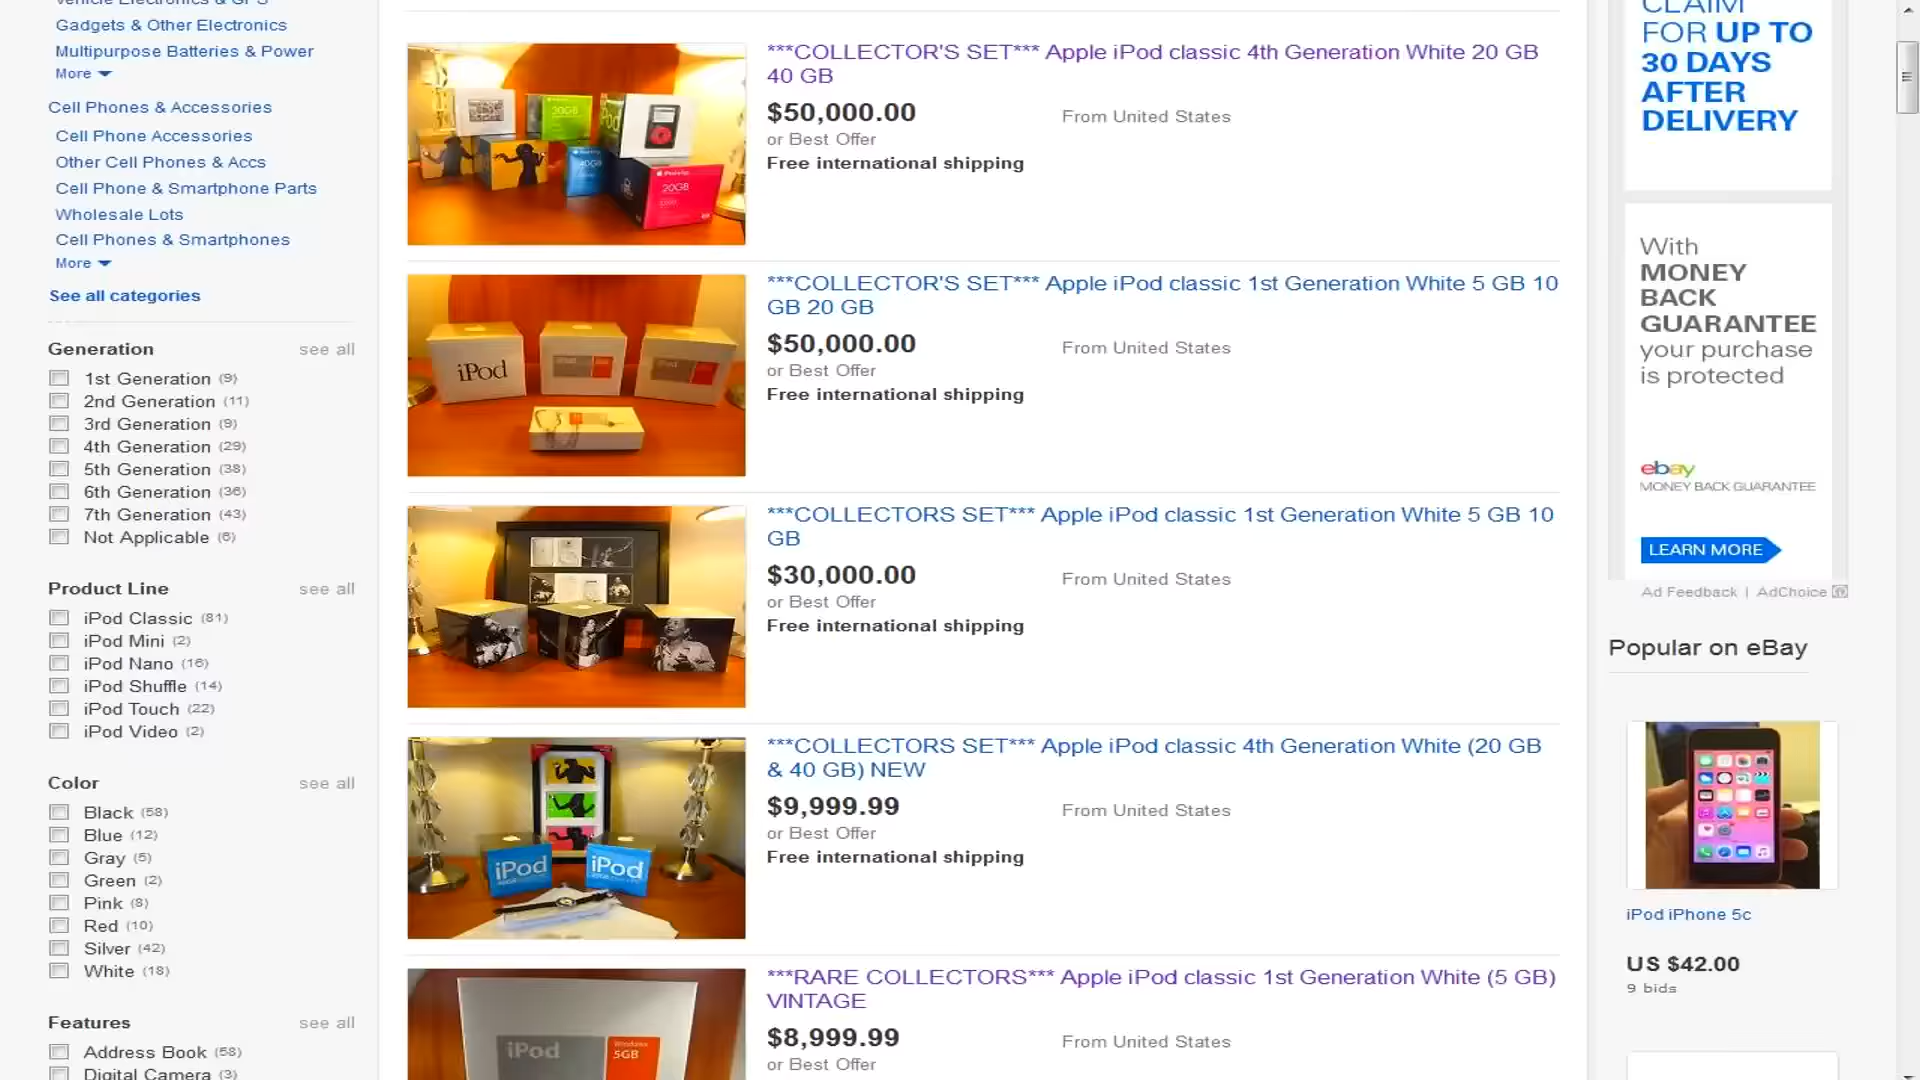 Gadgets & Other Electronics
Multipurpose Batteries & Power
More
Cell Phones & Accessories
Cell Phone Accessories
Other Cell Phones & Accs
Cell Phone & Smartphone Parts
Wholesale Lots
Cell Phones & Smartphones
More
See all categories
Generation see all
1st Generation (9)
2nd Generation (11)
3rd Generation (9)
4th Generation (29)
5th Generation (38)
6th Generation (36)
7th Generation (43)
Not Applicable (6)
Product Line see all
iPod Classic (81)
iPod Mini (2)
iPod Nano (16)
iPod Shuffle (14)
iPod Touch (22)
iPod Video (2)
Color see all
Black (58)
Blue (12)
Gray (5)
Green (2)
Pink (8)
Red (10)
Silver (42)
White (18)
Features see all
Address Book (58)
Digital Camera (3)
***COLLECTOR'S SET*** Apple iPod classic 4th Generation White 20 GB
40 GB
$50,000.00 From United States
or Best Offer
Free international shipping
20GB
40GB
20GB
***COLLECTOR'S SET*** Apple iPod classic 1st Generation White 5 GB 10
GB 20 GB
$50,000.00 From United States
or Best Offer
Free international shipping
iPod
***COLLECTORS SET*** Apple iPod classic 1st Generation White 5 GB 10
GB
$30,000.00 From United States
or Best Offer
Free international shipping
***COLLECTORS SET*** Apple iPod classic 4th Generation White (20 GB
& 40 GB) NEW
$9,999.99 From United States
or Best Offer
Free international shipping
iPod
iPod
***RARE COLLECTORS*** Apple iPod classic 1st Generation White (5 GB)
VINTAGE
$8,999.99 From United States
or Best Offer
iPod
Windows
5GB
CLAIM
FOR UP TO
30 DAYS
AFTER
DELIVERY
With
MONEY
BACK
GUARANTEE
your purchase
is protected
ebay
MONEY BACK GUARANTEE
LEARN MORE
Ad Feedback | AdChoice
Popular on eBay
iPod iPhone 5c
US $42.00
9 bids